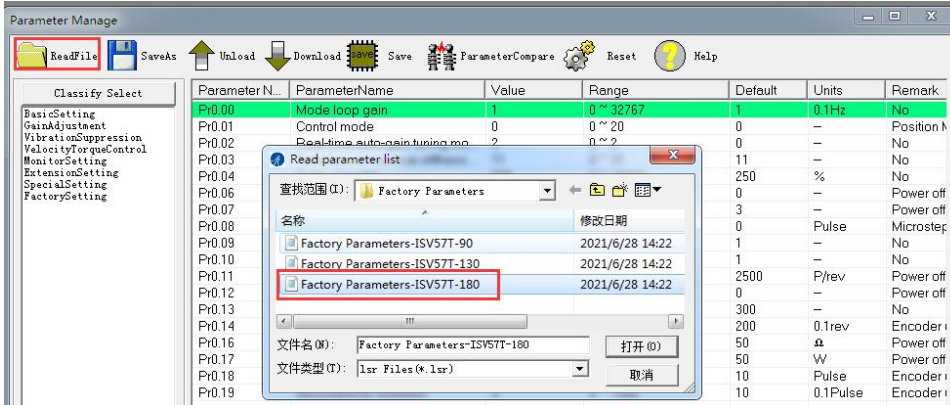 Parameter Manage
ReadFile SaveAs Unload Download save Save ParameterCompare Reset Help
Classify Select
BasicSetting
GainAdjustment
VibrationSuppression
VelocityTorqueControl
MonitorSetting
ExtensionSetting
SpecialSetting
FactorySetting
Parameter N... ParameterName Value Range Default Units Remark
Pr0.00 Mode loop gain 1 0 ~ 32767 1 0.1Hz No
Pr0.01 Control mode 0 0 ~ 20 0 – Position M
Pr0.02 Real-time auto-gain tuning mo... 2 0 ~ 2 0 – No
Pr0.03 11 – No
Pr0.04 250 % No
Pr0.06 0 – Power off
Pr0.07 3 – Power off
Pr0.08 0 Pulse Microstep
Pr0.09 1 – No
Pr0.10 1 – No
Pr0.11 2500 P/rev Power off
Pr0.12 0 – Power off
Pr0.13 300 – No
Pr0.14 200 0.1rev Encoder
Pr0.16 50 Ω Power off
Pr0.17 50 W Power off
Pr0.18 10 Pulse Encoder
Pr0.19 10 0.1Pulse Encoder
Read parameter list
查找范围(I): Factory Parameters
名称 修改日期
Factory Parameters-ISV57T-90 2021/6/28 14:22
Factory Parameters-ISV57T-130 2021/6/28 14:22
Factory Parameters-ISV57T-180 2021/6/28 14:22
文件名(N): Factory Parameters-ISV57T-180 打开(O)
文件类型(T): lsr Files(*.lsr) 取消